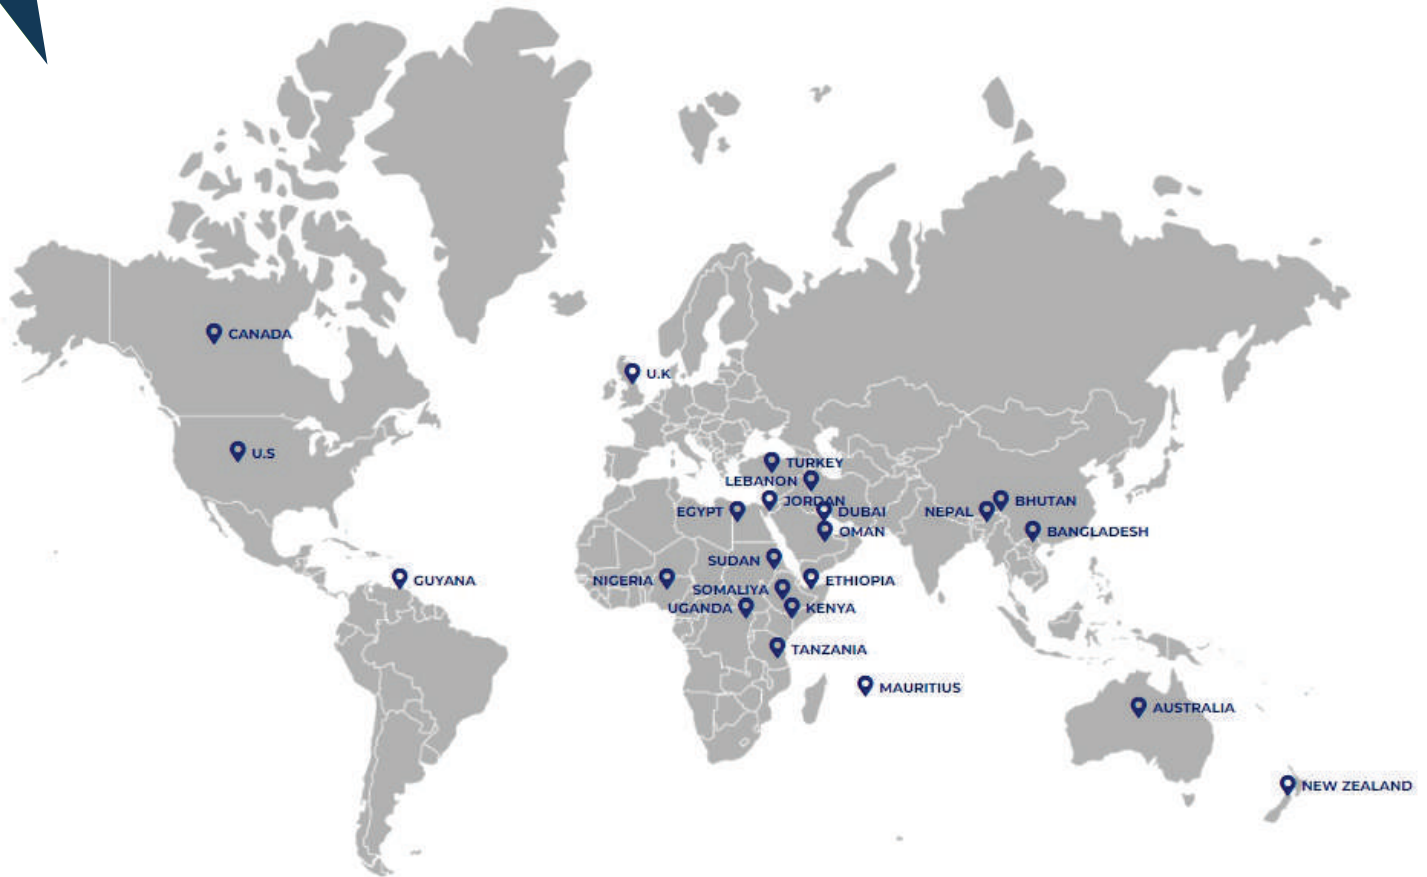 CANADA
U.K
U.S
TURKEY
LEBANON
JORDAN
EGYPT
DUBAI
NEPAL
BHUTAN
OMAN
BANGLADESH
SUDAN
NIGERIA
ETHIOPIA
GUYANA
SOMALIYA
UGANDA
KENYA
TANZANIA
MAURITIUS
AUSTRALIA
NEW ZEALAND